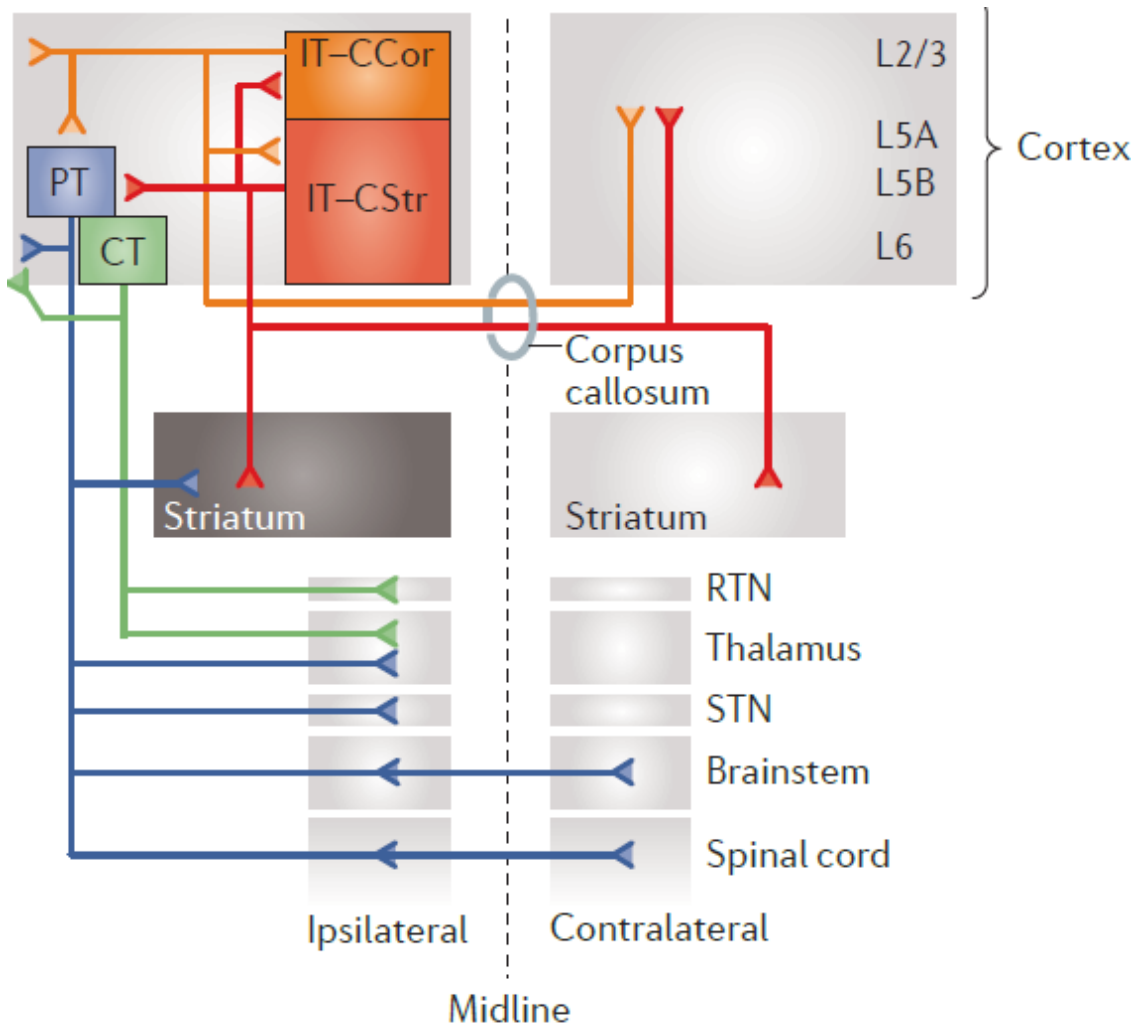 IT–CCor
L2/3
L5A
Cortex
PT
IT–CStr
L5B
CT
L6
Corpus
callosum
Striatum
Striatum
RTN
Thalamus
STN
Brainstem
Spinal cord
Ipsilateral
Contralateral
Midline